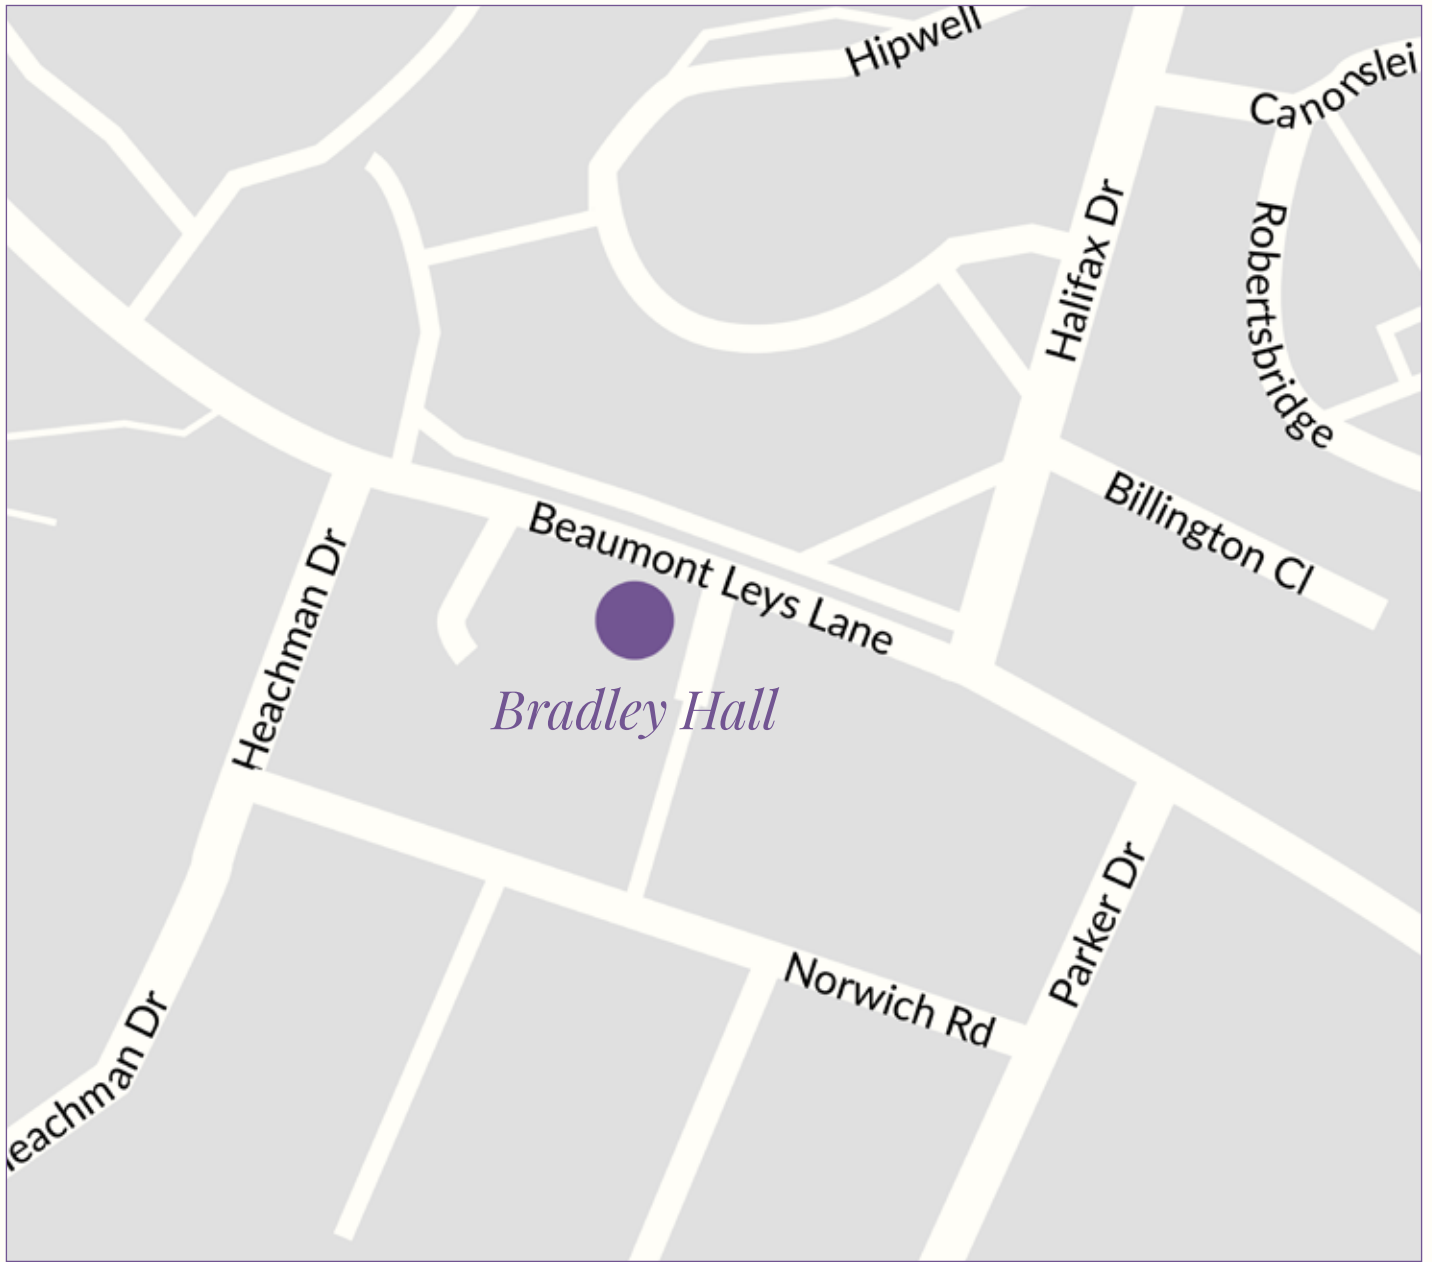 Hipwell
Canonslei
Halifax Dr
Robertsbridge
Billington Cl
Beaumont Leys Lane
Heachman Dr
Bradley Hall
Parker Dr
Norwich Rd
eachman Dr